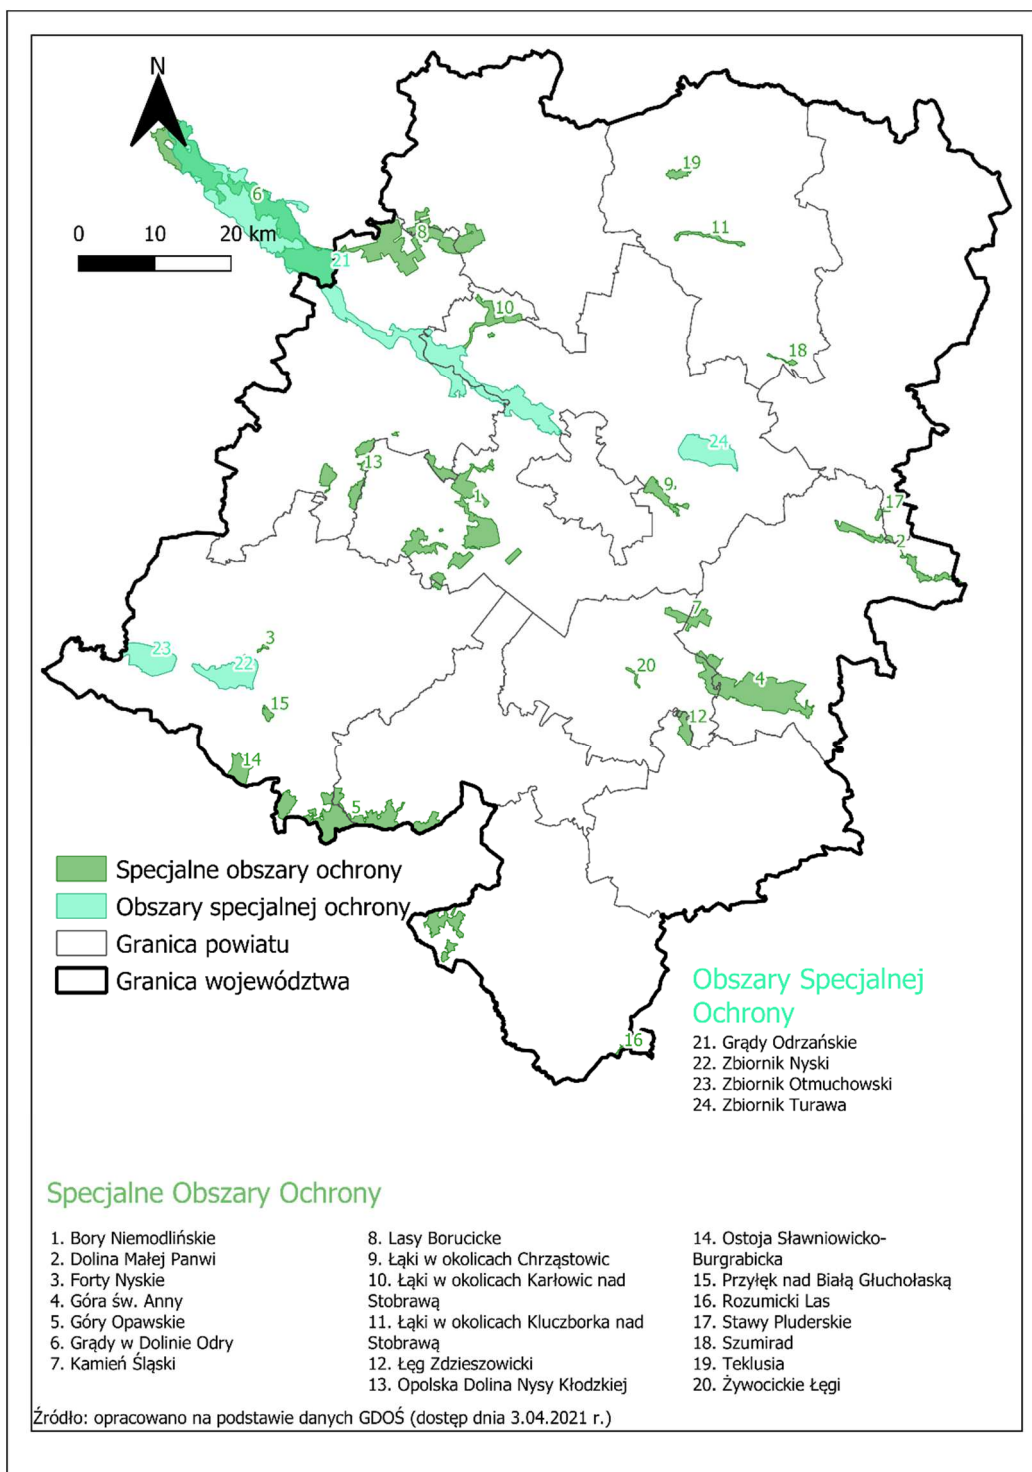 N
0 10 20 km
19
6
11
8
21
10
18
24
13
9
1
17
2
7
3
23
22
20
4
15
12
14
5
16
Specjalne obszary ochrony
Obszary specjalnej ochrony
Granica powiatu
Granica województwa
Obszary Specjalnej
Ochrony
21. Grądy Odrzańskie
22. Zbiornik Nyski
23. Zbiornik Otmuchowski
24. Zbiornik Turawa
Specjalne Obszary Ochrony
1. Bory Niemodlińskie
2. Dolina Małej Panwi
3. Forty Nyskie
4. Góra św. Anny
5. Góry Opawskie
6. Grądy w Dolinie Odry
7. Kamień Śląski
8. Lasy Borucicke
9. Łąki w okolicach Chrząstowic
10. Łąki w okolicach Karłowic nad
Stobrawą
11. Łąki w okolicach Kluczborka nad
Stobrawą
12. Łęg Zdzieszowicki
13. Opolska Dolina Nysy Kłodzkiej
14. Ostoja Sławniowicko-
Burgrabicka
15. Przyłęk nad Białą Głuchołaską
16. Rozumicki Las
17. Stawy Pluderskie
18. Szumirad
19. Teklusia
20. Żywocickie Łęgi
Źródło: opracowano na podstawie danych GDOŚ (dostęp dnia 3.04.2021 r.)